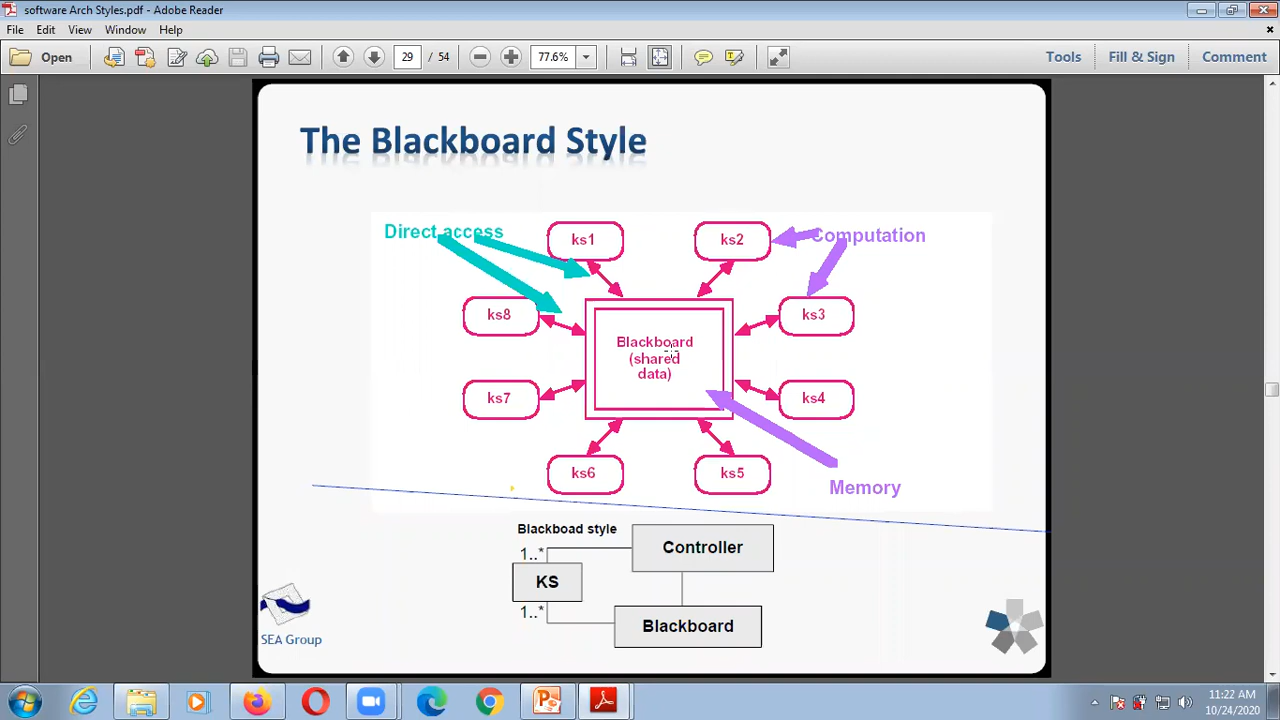 software Arch Styles.pdf - Adobe Reader
File Edit View Window Help
Open 29 / 54 77.6% Tools Fill & Sign Comment
The Blackboard Style
Direct access
ks1
ks2
Computation
ks8
ks3
Blackboard
(shared
data)
ks7
ks4
ks6
ks5
Memory
Blackboad style
Controller
1..*
KS
1..*
Blackboard
SEA Group
11:22 AM
10/24/2020